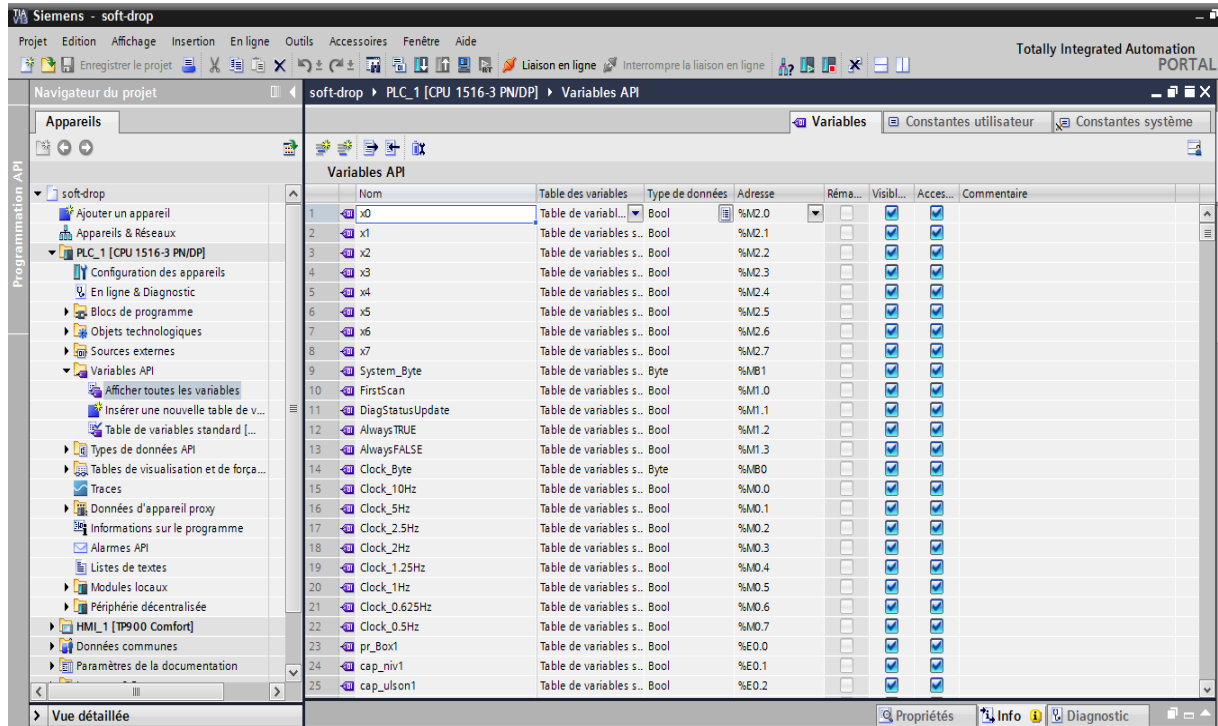 Siemens - soft-drop
Projet Edition Affichage Insertion En ligne Outils Accessoires Fenêtre Aide
Totally Integrated Automation
PORTAL
Enregistrer le projet Liaison en ligne Interrompre la liaison en ligne
Navigateur du projet
soft-drop PLC_1 [CPU 1516-3 PN/DP] Variables API
Appareils
Variables Constantes utilisateur Constantes système
Programmation API
Variables API
soft-drop
Ajouter un appareil
Appareils & Réseaux
PLC_1 [CPU 1516-3 PN/DP]
Configuration des appareils
En ligne & Diagnostic
Blocs de programme
Objets technologiques
Sources externes
Variables API
Afficher toutes les variables
Insérer une nouvelle table de v...
Table de variables standard [...
Types de données API
Tables de visualisation et de força...
Traces
Données d'appareil proxy
Informations sur le programme
Alarmes API
Listes de textes
Modules locaux
Périphérie décentralisée
HMI_1 [TP900 Comfort]
Données communes
Paramètres de la documentation
Vue détaillée
Nom Table des variables Type de données Adresse Réma... Visibl... Acces... Commentaire
1 x0 Table de variabl... Bool %M2.0
2 x1 Table de variables s.. Bool %M2.1
3 x2 Table de variables s.. Bool %M2.2
4 x3 Table de variables s.. Bool %M2.3
5 x4 Table de variables s.. Bool %M2.4
6 x5 Table de variables s.. Bool %M2.5
7 x6 Table de variables s.. Bool %M2.6
8 x7 Table de variables s.. Bool %M2.7
9 System_Byte Table de variables s.. Byte %MB1
10 FirstScan Table de variables s.. Bool %M1.0
11 DiagStatusUpdate Table de variables s.. Bool %M1.1
12 AlwaysTRUE Table de variables s.. Bool %M1.2
13 AlwaysFALSE Table de variables s.. Bool %M1.3
14 Clock_Byte Table de variables s.. Byte %MB0
15 Clock_10Hz Table de variables s.. Bool %M0.0
16 Clock_5Hz Table de variables s.. Bool %M0.1
17 Clock_2.5Hz Table de variables s.. Bool %M0.2
18 Clock_2Hz Table de variables s.. Bool %M0.3
19 Clock_1.25Hz Table de variables s.. Bool %M0.4
20 Clock_1Hz Table de variables s.. Bool %M0.5
21 Clock_0.625Hz Table de variables s.. Bool %M0.6
22 Clock_0.5Hz Table de variables s.. Bool %M0.7
23 pr_Box1 Table de variables s.. Bool %E0.0
24 cap_niv1 Table de variables s.. Bool %E0.1
25 cap_ulson1 Table de variables s.. Bool %E0.2
Propriétés Info Diagnostic